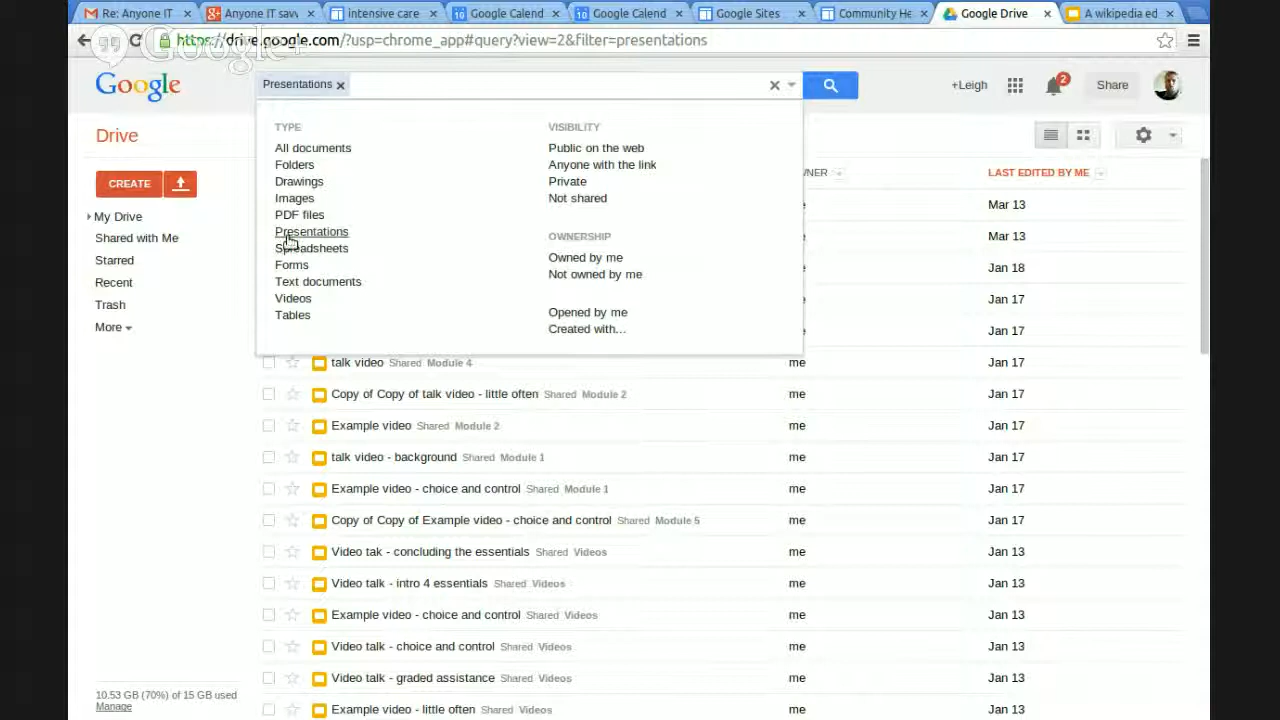 Re: Anyone IT
Anyone IT savv
intensive care
Google Calend
Google Calend
Google Sites
Community He
Google Drive
A wikipedia ed
https://drive.google.com/?usp=chrome_app#query?view=2&filter=presentations
Google+
Google
Presentations
+Leigh
2
Share
Drive
CREATE
My Drive
Shared with Me
Starred
Recent
Trash
More
TYPE
All documents
Folders
Drawings
Images
PDF files
Presentations
Spreadsheets
Forms
Text documents
Videos
Tables
VISIBILITY
Public on the web
Anyone with the link
Private
Not shared
OWNERSHIP
Owned by me
Not owned by me
Opened by me
Created with...
WNER
LAST EDITED BY ME
e Mar 13
e Mar 13
e Jan 18
e Jan 17
e Jan 17
talk video Shared Module 4 me Jan 17
Copy of Copy of talk video - little often Shared Module 2 me Jan 17
Example video Shared Module 2 me Jan 17
talk video - background Shared Module 1 me Jan 17
Example video - choice and control Shared Module 1 me Jan 17
Copy of Copy of Example video - choice and control Shared Module 5 me Jan 17
Video tak - concluding the essentials Shared Videos me Jan 13
Video talk - intro 4 essentials Shared Videos me Jan 13
Example video - choice and control Shared Videos me Jan 13
Video talk - choice and control Shared Videos me Jan 13
Video talk - graded assistance Shared Videos me Jan 13
Example video - little often Shared Videos me Jan 13
10.53 GB (70%) of 15 GB used
Manage